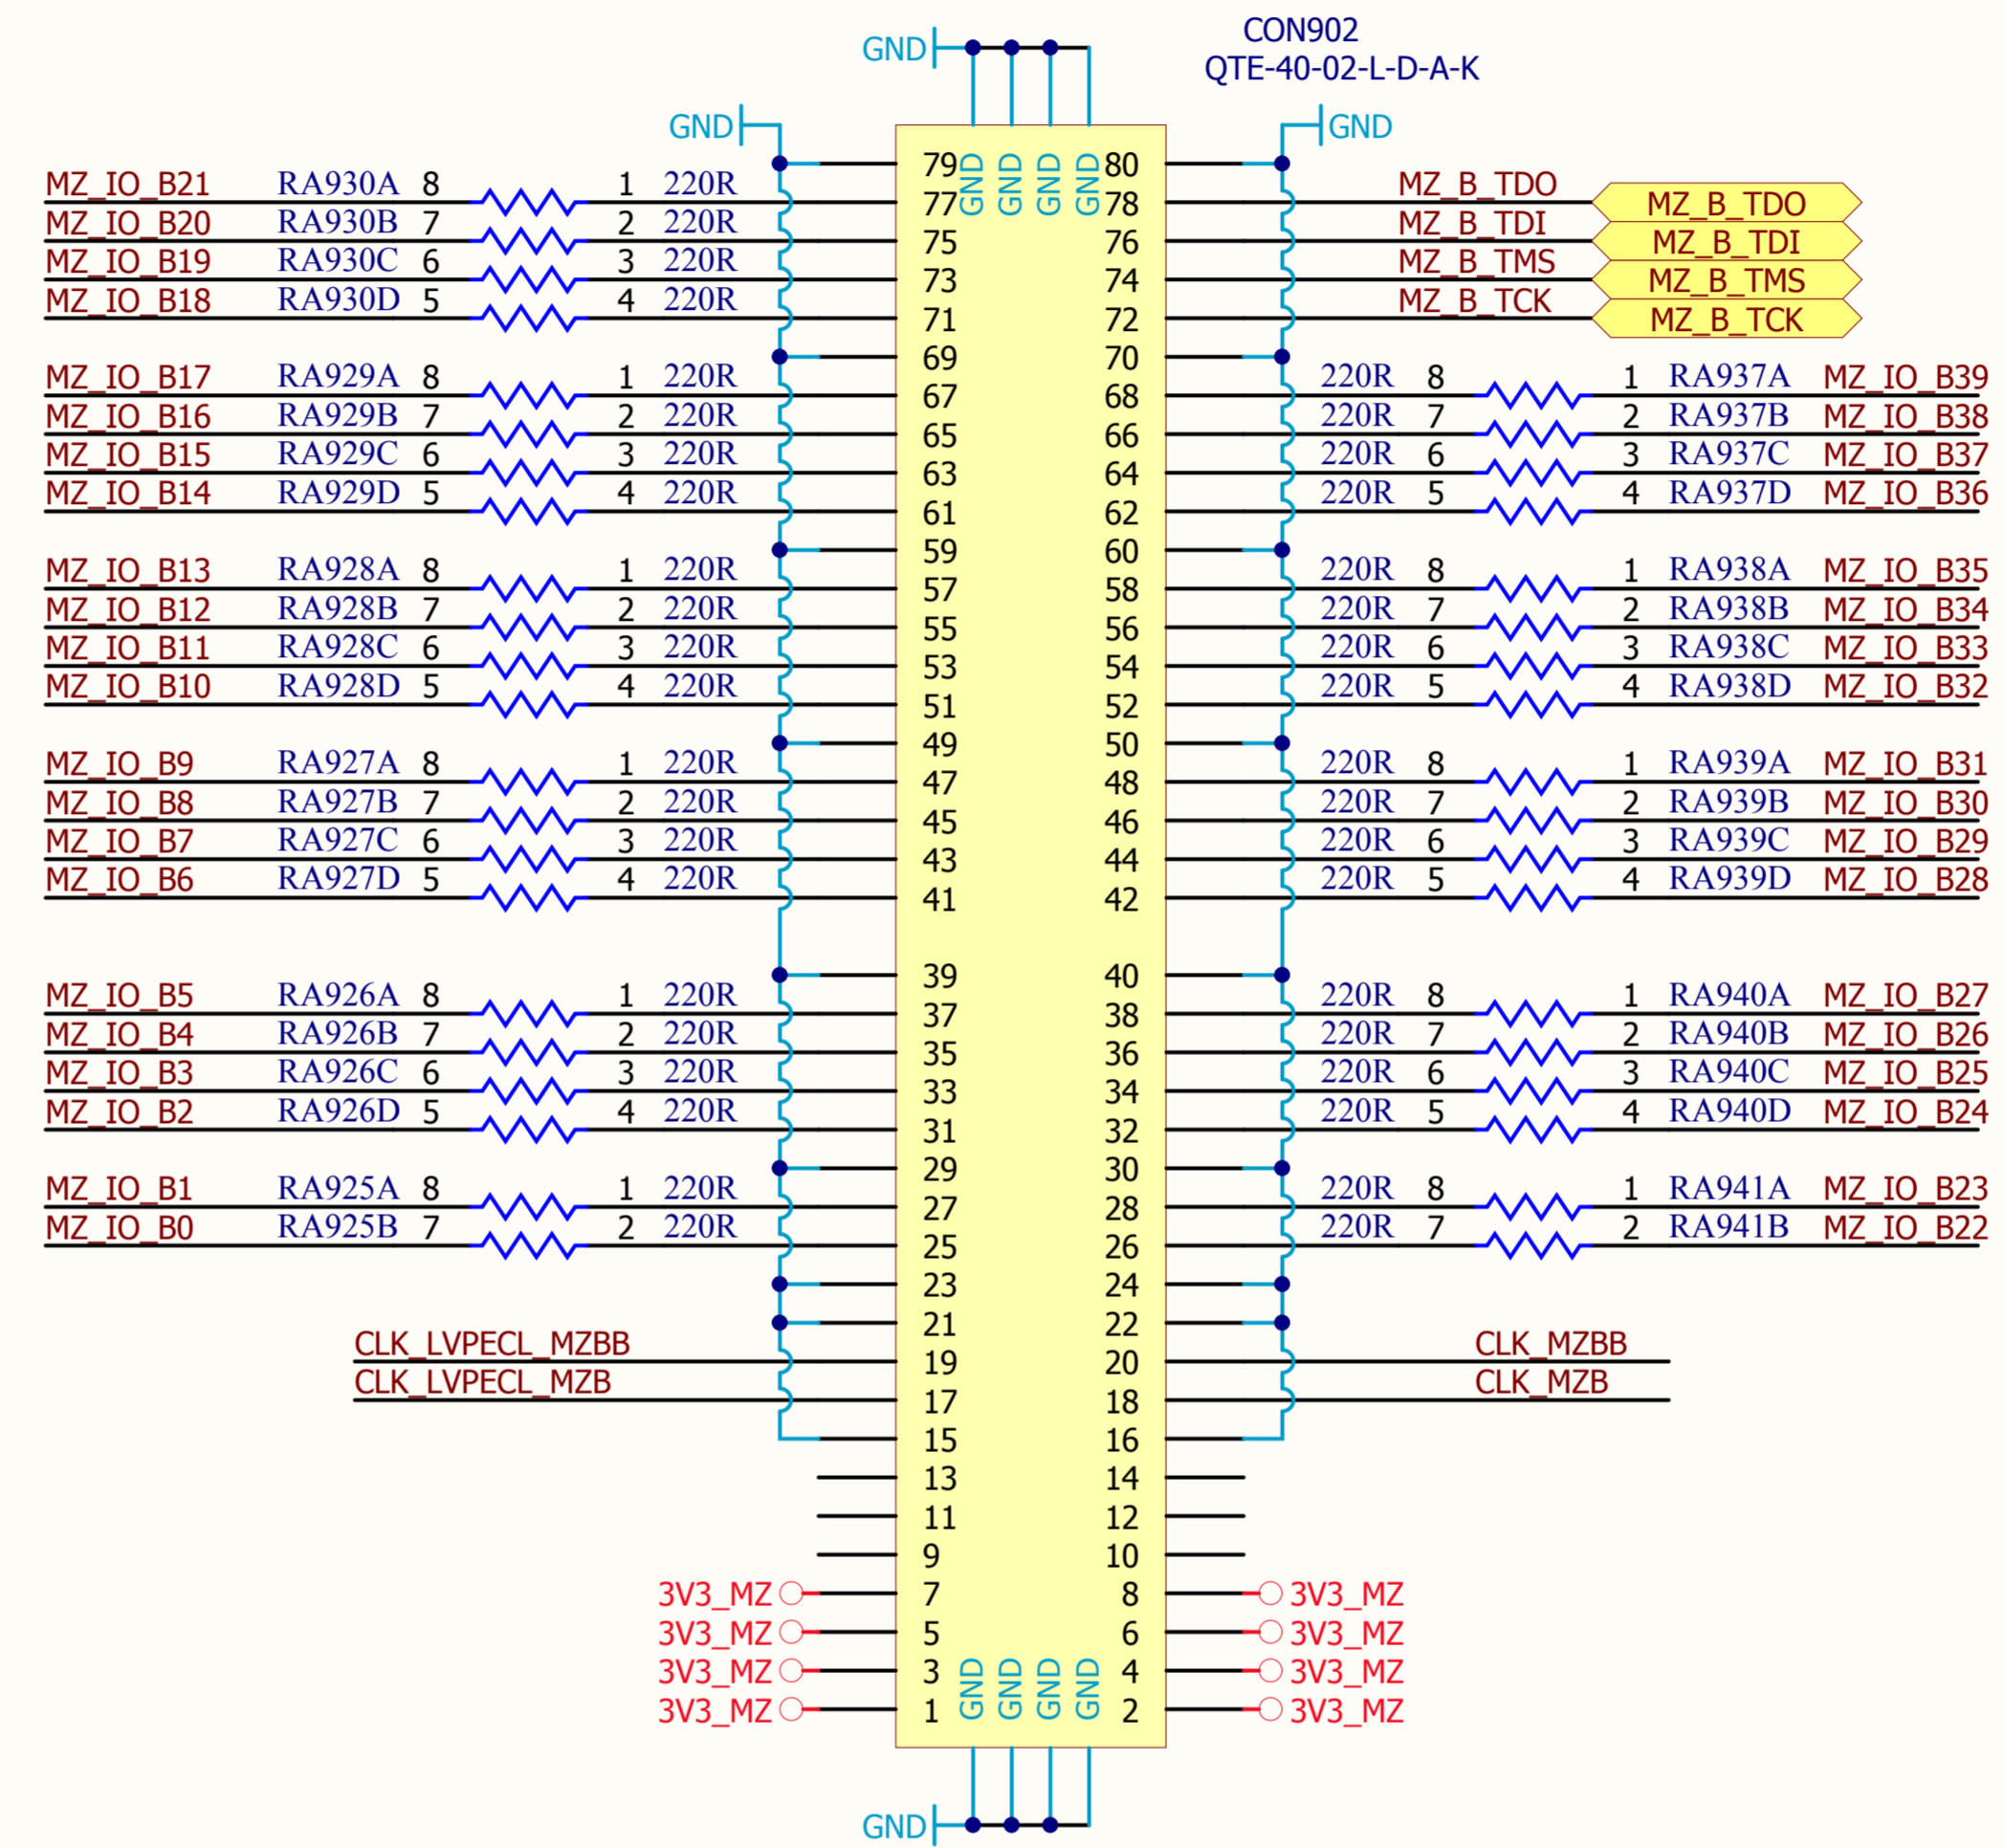 CON902
QTE-40-02-L-D-A-K
GND
GND GND
79 GND GND GND GND 80
MZ_IO_B21 RA930A 8 1 220R 77 78 MZ_B_TDO MZ_B_TDO
MZ_IO_B20 RA930B 7 2 220R 75 76 MZ_B_TDI MZ_B_TDI
MZ_IO_B19 RA930C 6 3 220R 73 74 MZ_B_TMS MZ_B_TMS
MZ_IO_B18 RA930D 5 4 220R 71 72 MZ_B_TCK MZ_B_TCK
69 70
MZ_IO_B17 RA929A 8 1 220R 67 68 220R 8 1 RA937A MZ_IO_B39
MZ_IO_B16 RA929B 7 2 220R 65 66 220R 7 2 RA937B MZ_IO_B38
MZ_IO_B15 RA929C 6 3 220R 63 64 220R 6 3 RA937C MZ_IO_B37
MZ_IO_B14 RA929D 5 4 220R 61 62 220R 5 4 RA937D MZ_IO_B36
59 60
MZ_IO_B13 RA928A 8 1 220R 57 58 220R 8 1 RA938A MZ_IO_B35
MZ_IO_B12 RA928B 7 2 220R 55 56 220R 7 2 RA938B MZ_IO_B34
MZ_IO_B11 RA928C 6 3 220R 53 54 220R 6 3 RA938C MZ_IO_B33
MZ_IO_B10 RA928D 5 4 220R 51 52 220R 5 4 RA938D MZ_IO_B32
49 50
MZ_IO_B9 RA927A 8 1 220R 47 48 220R 8 1 RA939A MZ_IO_B31
MZ_IO_B8 RA927B 7 2 220R 45 46 220R 7 2 RA939B MZ_IO_B30
MZ_IO_B7 RA927C 6 3 220R 43 44 220R 6 3 RA939C MZ_IO_B29
MZ_IO_B6 RA927D 5 4 220R 41 42 220R 5 4 RA939D MZ_IO_B28
39 40
MZ_IO_B5 RA926A 8 1 220R 37 38 220R 8 1 RA940A MZ_IO_B27
MZ_IO_B4 RA926B 7 2 220R 35 36 220R 7 2 RA940B MZ_IO_B26
MZ_IO_B3 RA926C 6 3 220R 33 34 220R 6 3 RA940C MZ_IO_B25
MZ_IO_B2 RA926D 5 4 220R 31 32 220R 5 4 RA940D MZ_IO_B24
29 30
MZ_IO_B1 RA925A 8 1 220R 27 28 220R 8 1 RA941A MZ_IO_B23
MZ_IO_B0 RA925B 7 2 220R 25 26 220R 7 2 RA941B MZ_IO_B22
23 24
21 22
CLK_LVPECL_MZBB 19 20 CLK_MZBB
CLK_LVPECL_MZB 17 18 CLK_MZB
15 16
13 14
11 12
9 10
3V3_MZ 7 8 3V3_MZ
3V3_MZ 5 6 3V3_MZ
3V3_MZ 3 4 3V3_MZ
3V3_MZ 1 GND GND GND GND 2 3V3_MZ
GND